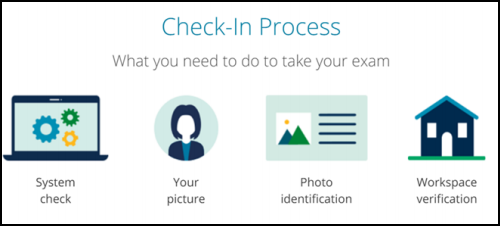 Check-In Process
What you need to do to take your exam
System
check
Your
picture
Photo
identification
Workspace
verification